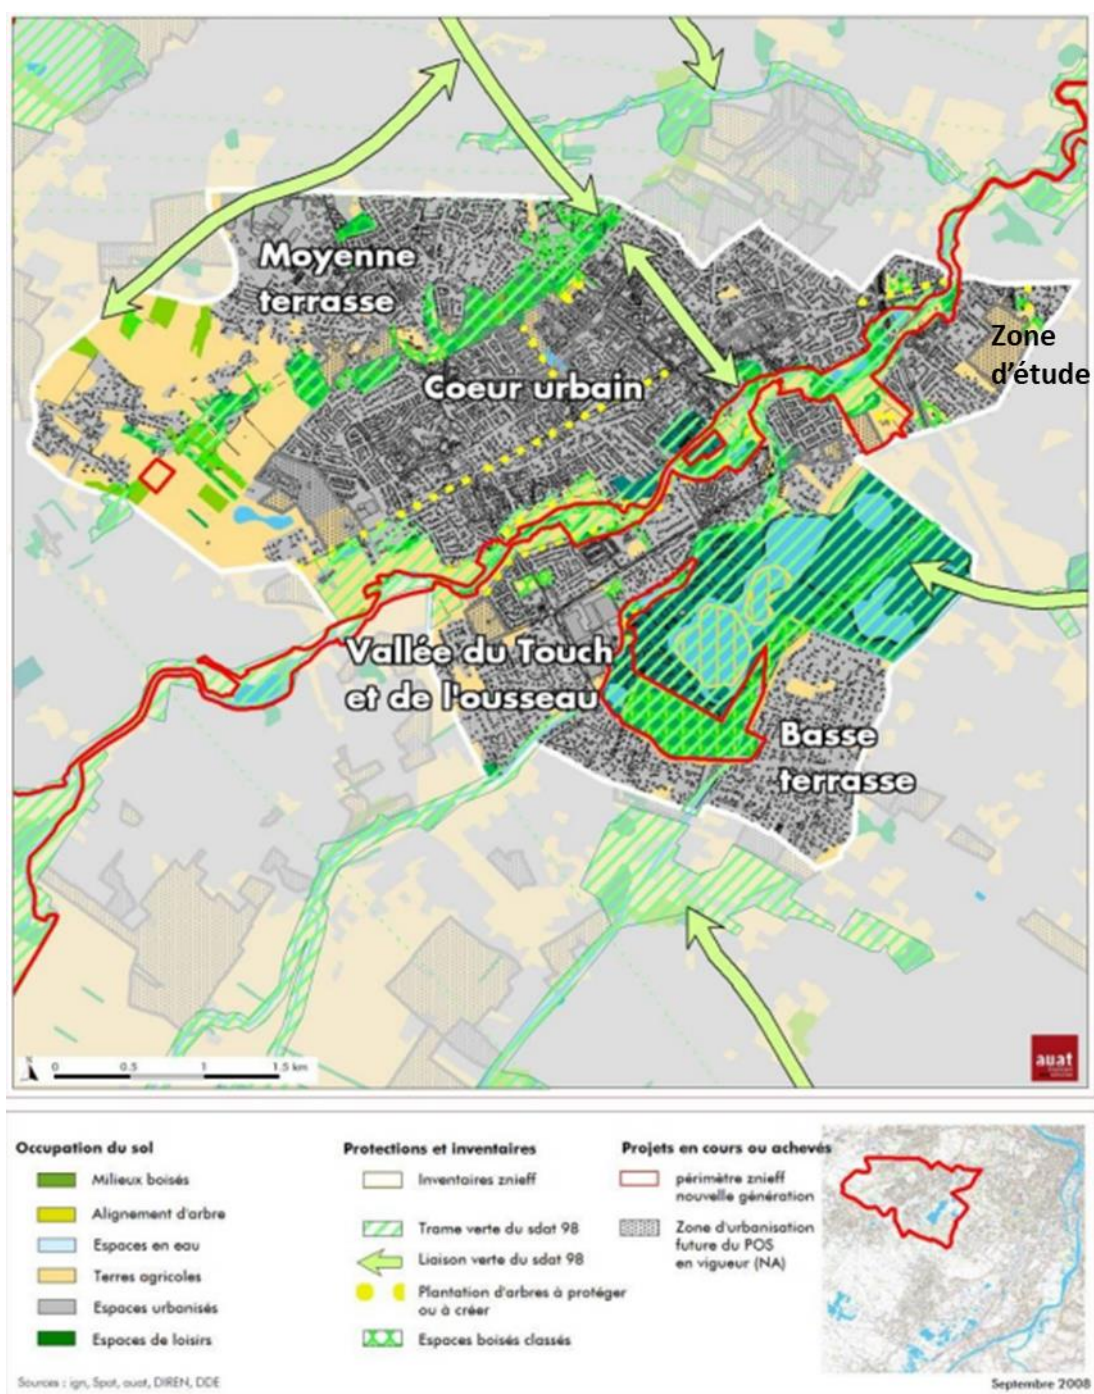 Moyenne
terrasse
Zone
d'étude
Coeur urbain
Vallée du Touch
et de l'ousseau
Basse
terrasse
N
0 0.5 1 1.5 km
auat
Occupation du sol
Milieux boisés
Alignement d'arbre
Espaces en eau
Terres agricoles
Espaces urbanisés
Espaces de loisirs
Protections et inventaires
Inventaires znieff
Trame verte du sdat 98
Liaison verte du sdat 98
Plantation d'arbres à protéger
ou à créer
Espaces boisés classés
Projets en cours ou achevés
périmètre znieff
nouvelle génération
Zone d'urbanisation
future du POS
en vigueur (NA)
Sources : ign, Spot, auat, DIREN, DDE
Septembre 2008